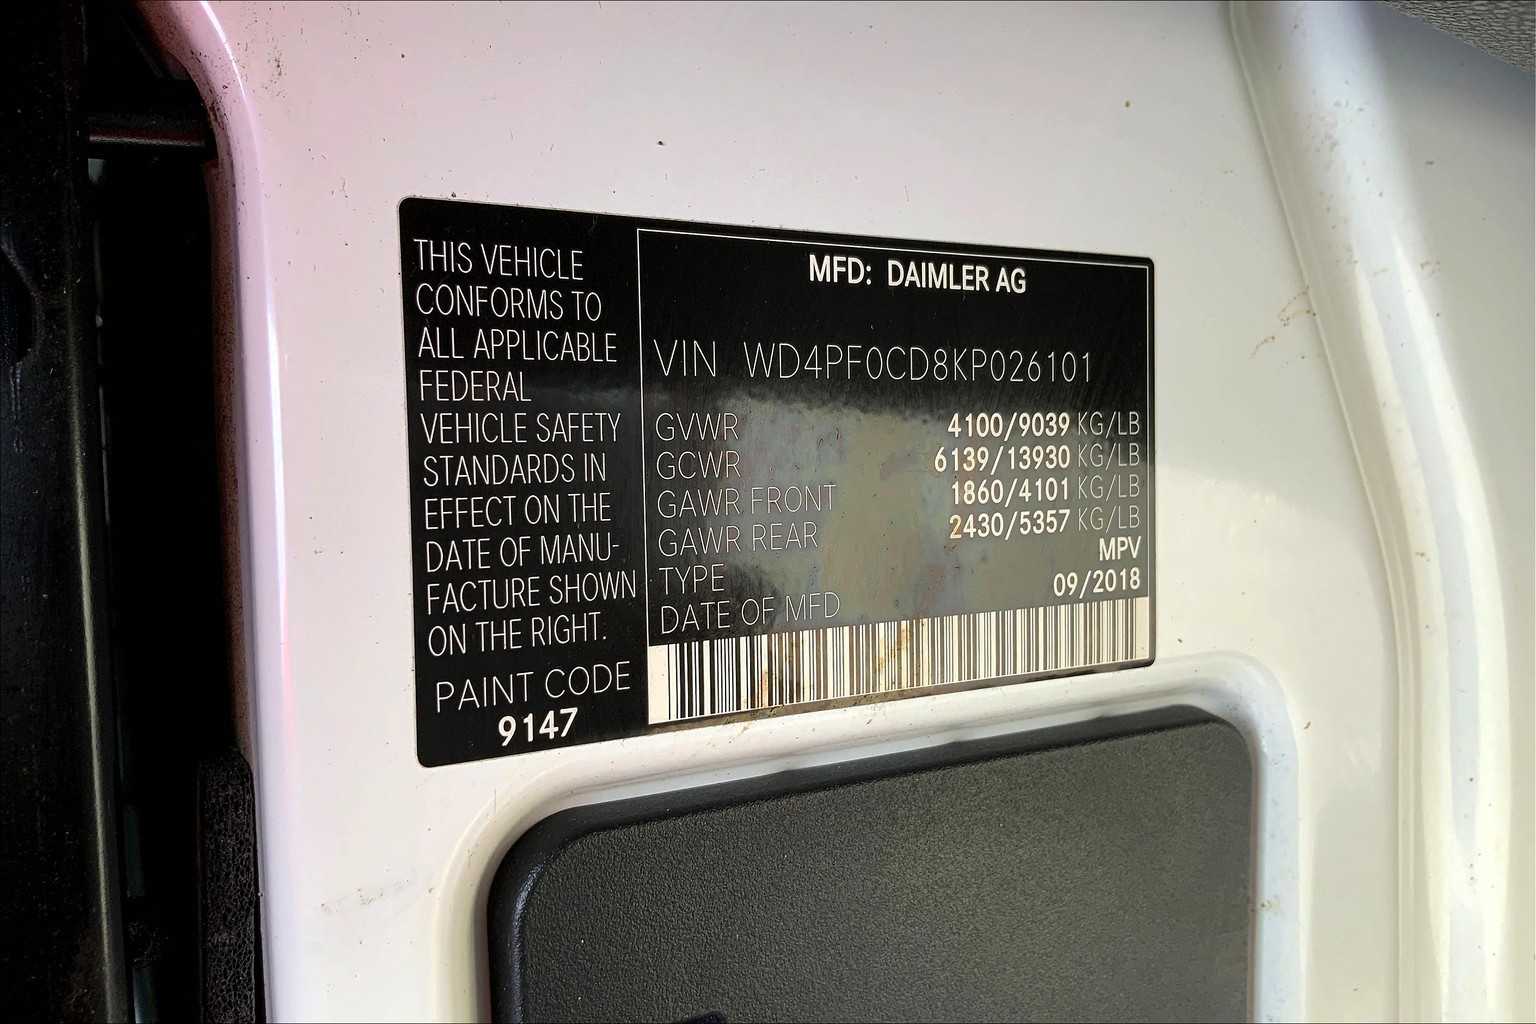 THIS VEHICLE
CONFORMS TO
ALL APPLICABLE
FEDERAL
VEHICLE SAFETY
STANDARDS IN
EFFECT ON THE
DATE OF MANU-
FACTURE SHOWN
ON THE RIGHT.
PAINT CODE
9147
MFD: DAIMLER AG
VIN WD4PF0CD8KP026101
GVWR 4100/9039 KG/LB
GCWR 6139/13930 KG/LB
GAWR FRONT 1860/4101 KG/LB
GAWR REAR 2430/5357 KG/LB
TYPE MPV
DATE OF MFD 09/2018